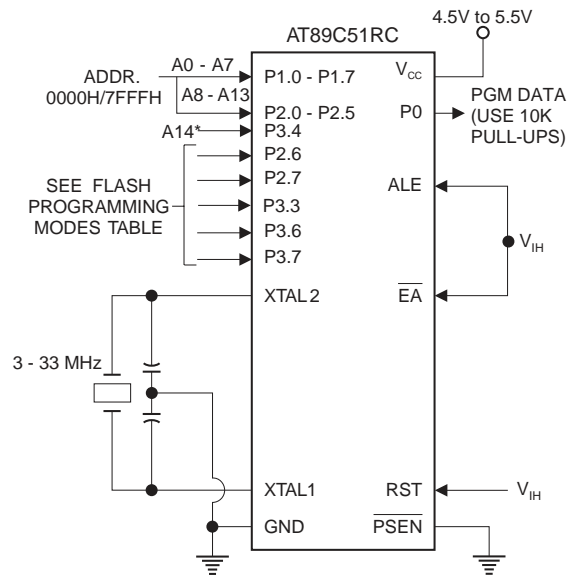 4.5V to 5.5V
AT89C51RC
A0 - A7
ADDR.
0000H/7FFFH
A8 - A13
A14*
P1.0 - P1.7
P2.0 - P2.5
P3.4
P2.6
P2.7
P3.3
P3.6
P3.7
SEE FLASH
PROGRAMMING
MODES TABLE
XTAL2
3 - 33 MHz
XTAL1
GND
VCC
P0
PGM DATA
(USE 10K
PULL-UPS)
ALE
VIH
EA
RST
VIH
PSEN